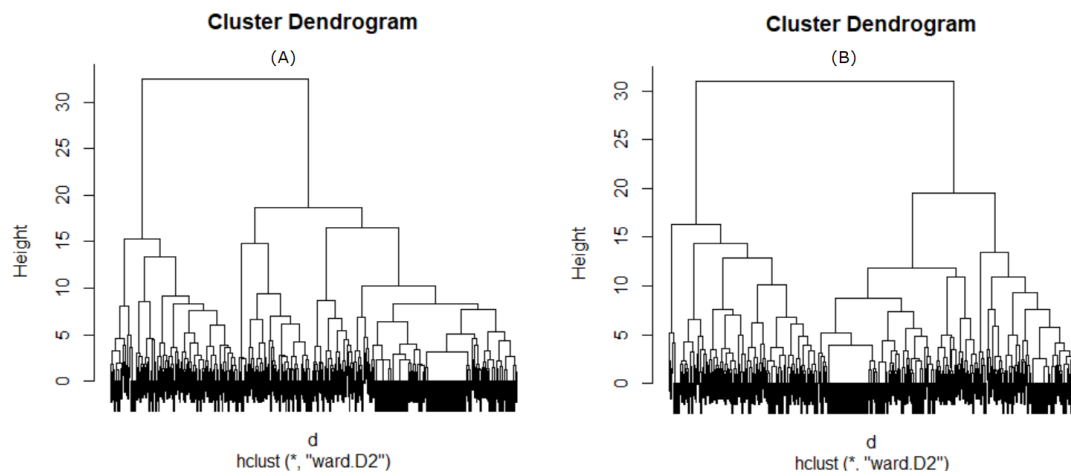 Cluster Dendrogram
(A)
Height
30
25
20
15
10
5
0
d
hclust (*, "ward.D2")
Cluster Dendrogram
(B)
Height
30
25
20
15
10
5
0
d
hclust (*, "ward.D2")